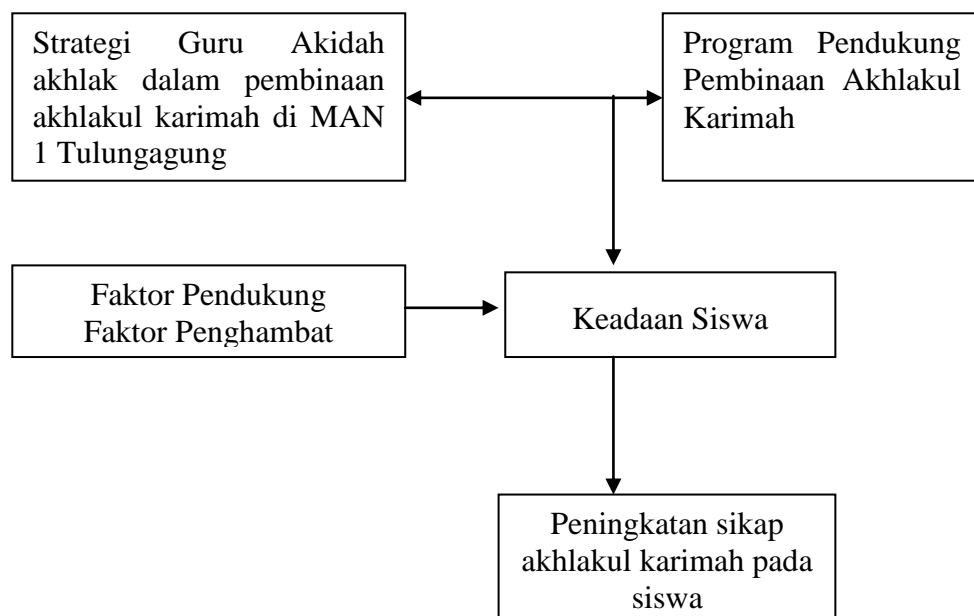 Strategi Guru Akidah
akhlak dalam pembinaan
akhlakul karimah di MAN
1 Tulungagung
Program Pendukung
Pembinaan Akhlakul
Karimah
Faktor Pendukung
Faktor Penghambat
Keadaan Siswa
Peningkatan sikap
akhlakul karimah pada
siswa